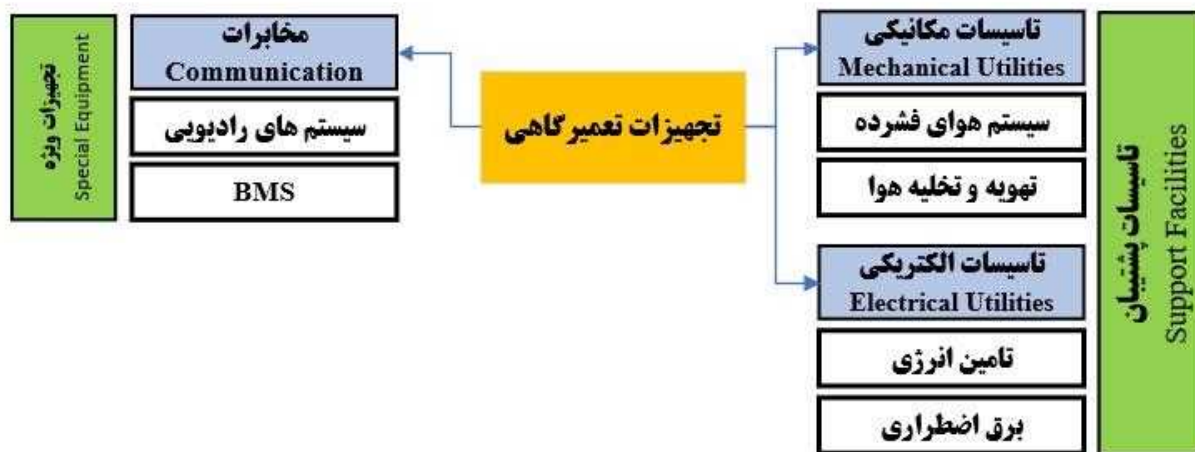 تاسیسات پشتیبان
Support Facilities
تاسیسات مکانیکی
Mechanical Utilities
سیستم هوای فشرده
تهویه و تخلیه هوا
تاسیسات الکتریکی
Electrical Utilities
تامین انرژی
برق اضطراری
تجهیزات تعمیرگاهی
مخابرات
Communication
سیستم های رادیویی
BMS
تجهیزات ویژه
Special Equipment